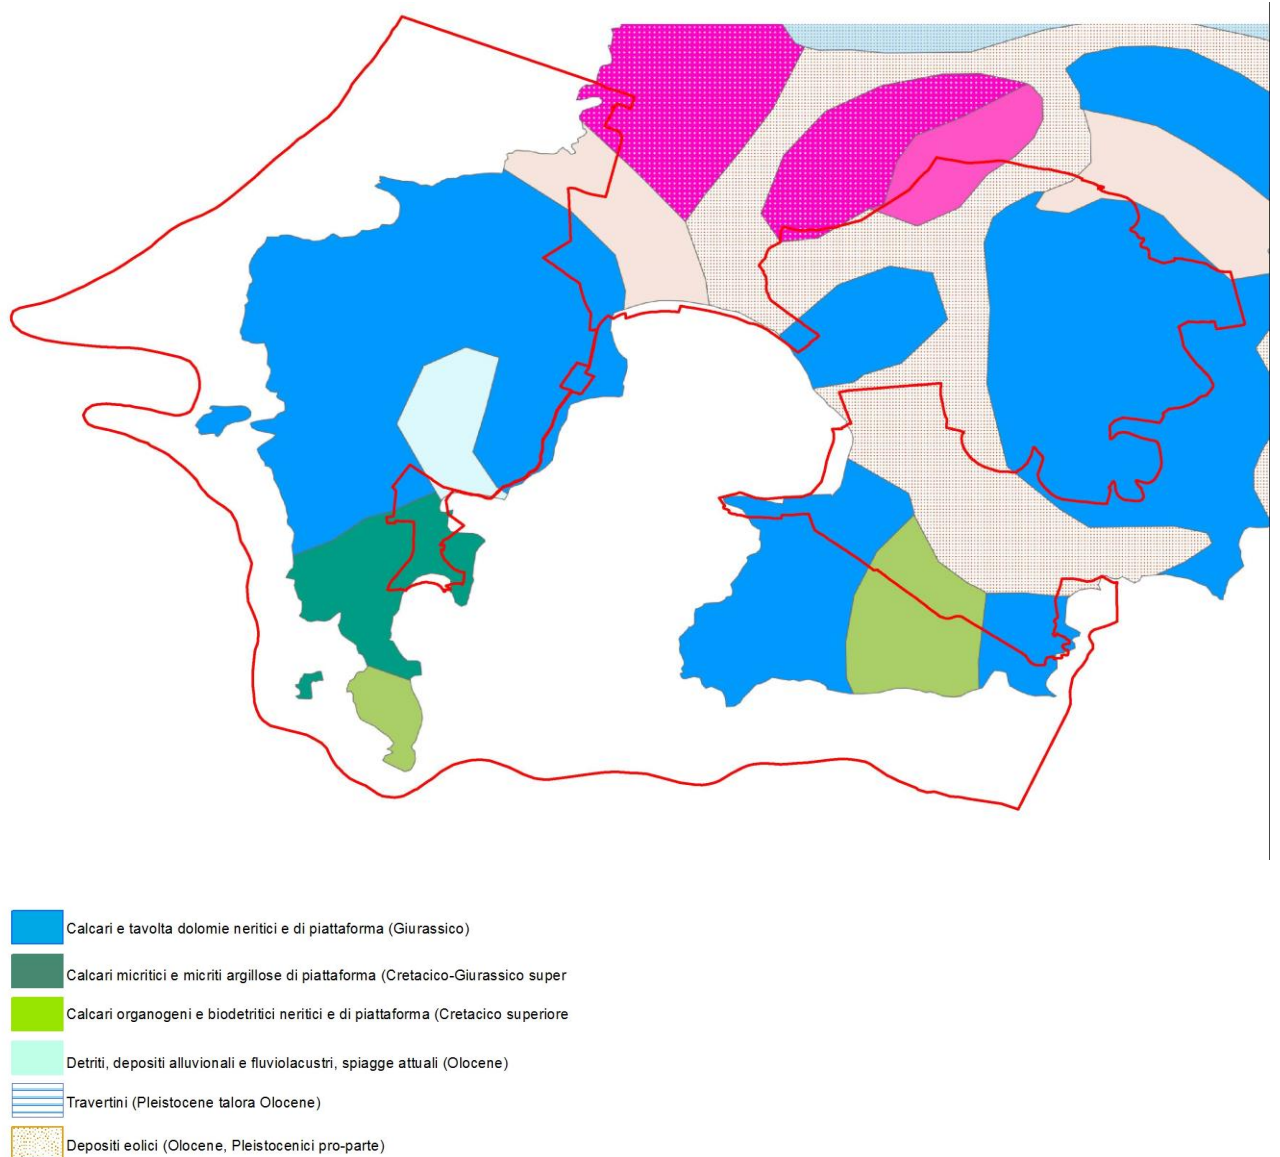 Calcari e tavolta dolomie neritici e di piattaforma (Giurassico)
Calcari micritici e micriti argillose di piattaforma (Cretacico-Giurassico super
Calcari organogeni e biodetritici neritici e di piattaforma (Cretacico superiore
Detriti, depositi alluvionali e fluviolacustri, spiagge attuali (Olocene)
Travertini (Pleistocene talora Olocene)
Depositi eolici (Olocene, Pleistocenici pro-parte)